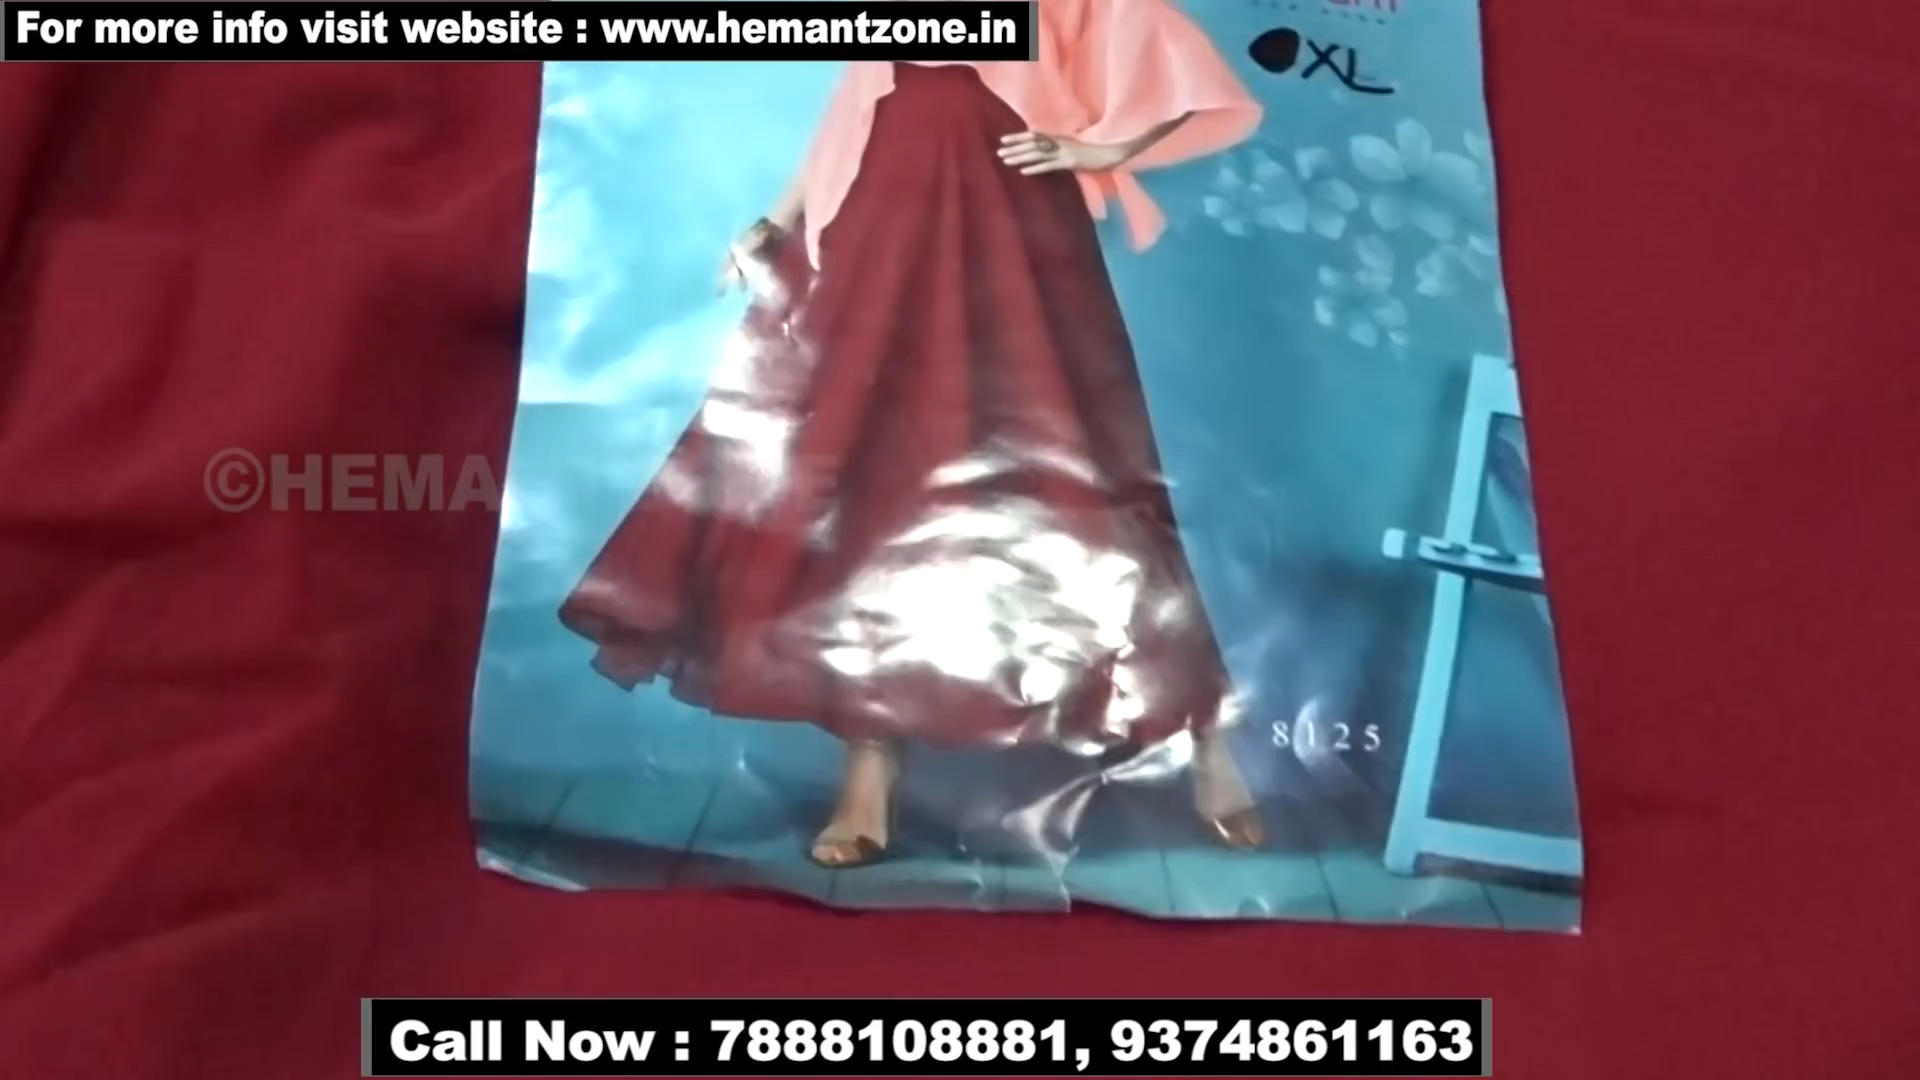 For more info visit website : www.hemantzone.in
XL
©HEMA
8125
Call Now : 7888108881, 9374861163